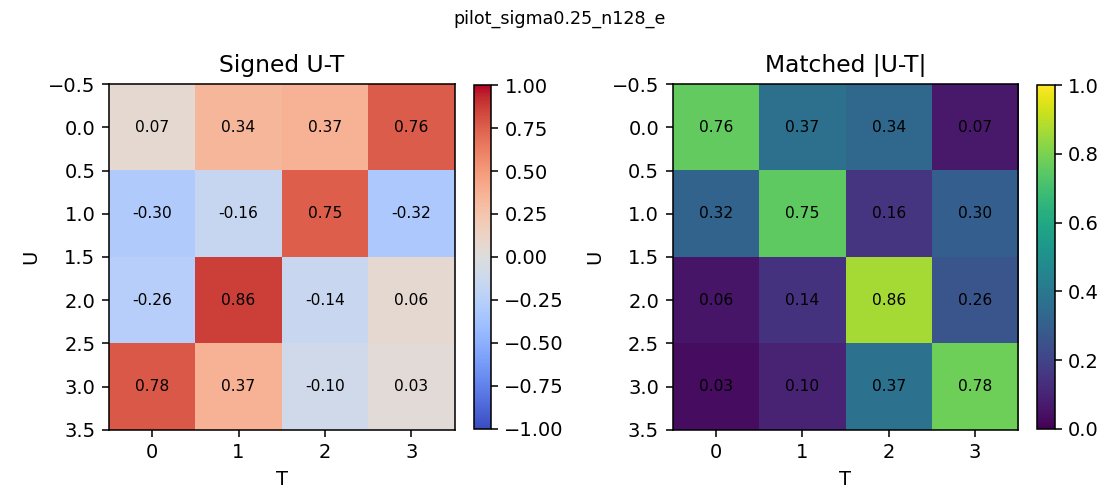 pilot_sigma0.25_n128_e
Signed U-T
−0.5
0.0
0.5
1.0
1.5
2.0
2.5
3.0
3.5
U
0.07 0.34 0.37 0.76
-0.30 -0.16 0.75 -0.32
-0.26 0.86 -0.14 0.06
0.78 0.37 -0.10 0.03
0 1 2 3
T
1.00
0.75
0.50
0.25
0.00
−0.25
−0.50
−0.75
−1.00
Matched |U-T|
−0.5
0.0
0.5
1.0
1.5
2.0
2.5
3.0
3.5
U
0.76 0.37 0.34 0.07
0.32 0.75 0.16 0.30
0.06 0.14 0.86 0.26
0.03 0.10 0.37 0.78
0 1 2 3
T
1.0
0.8
0.6
0.4
0.2
0.0